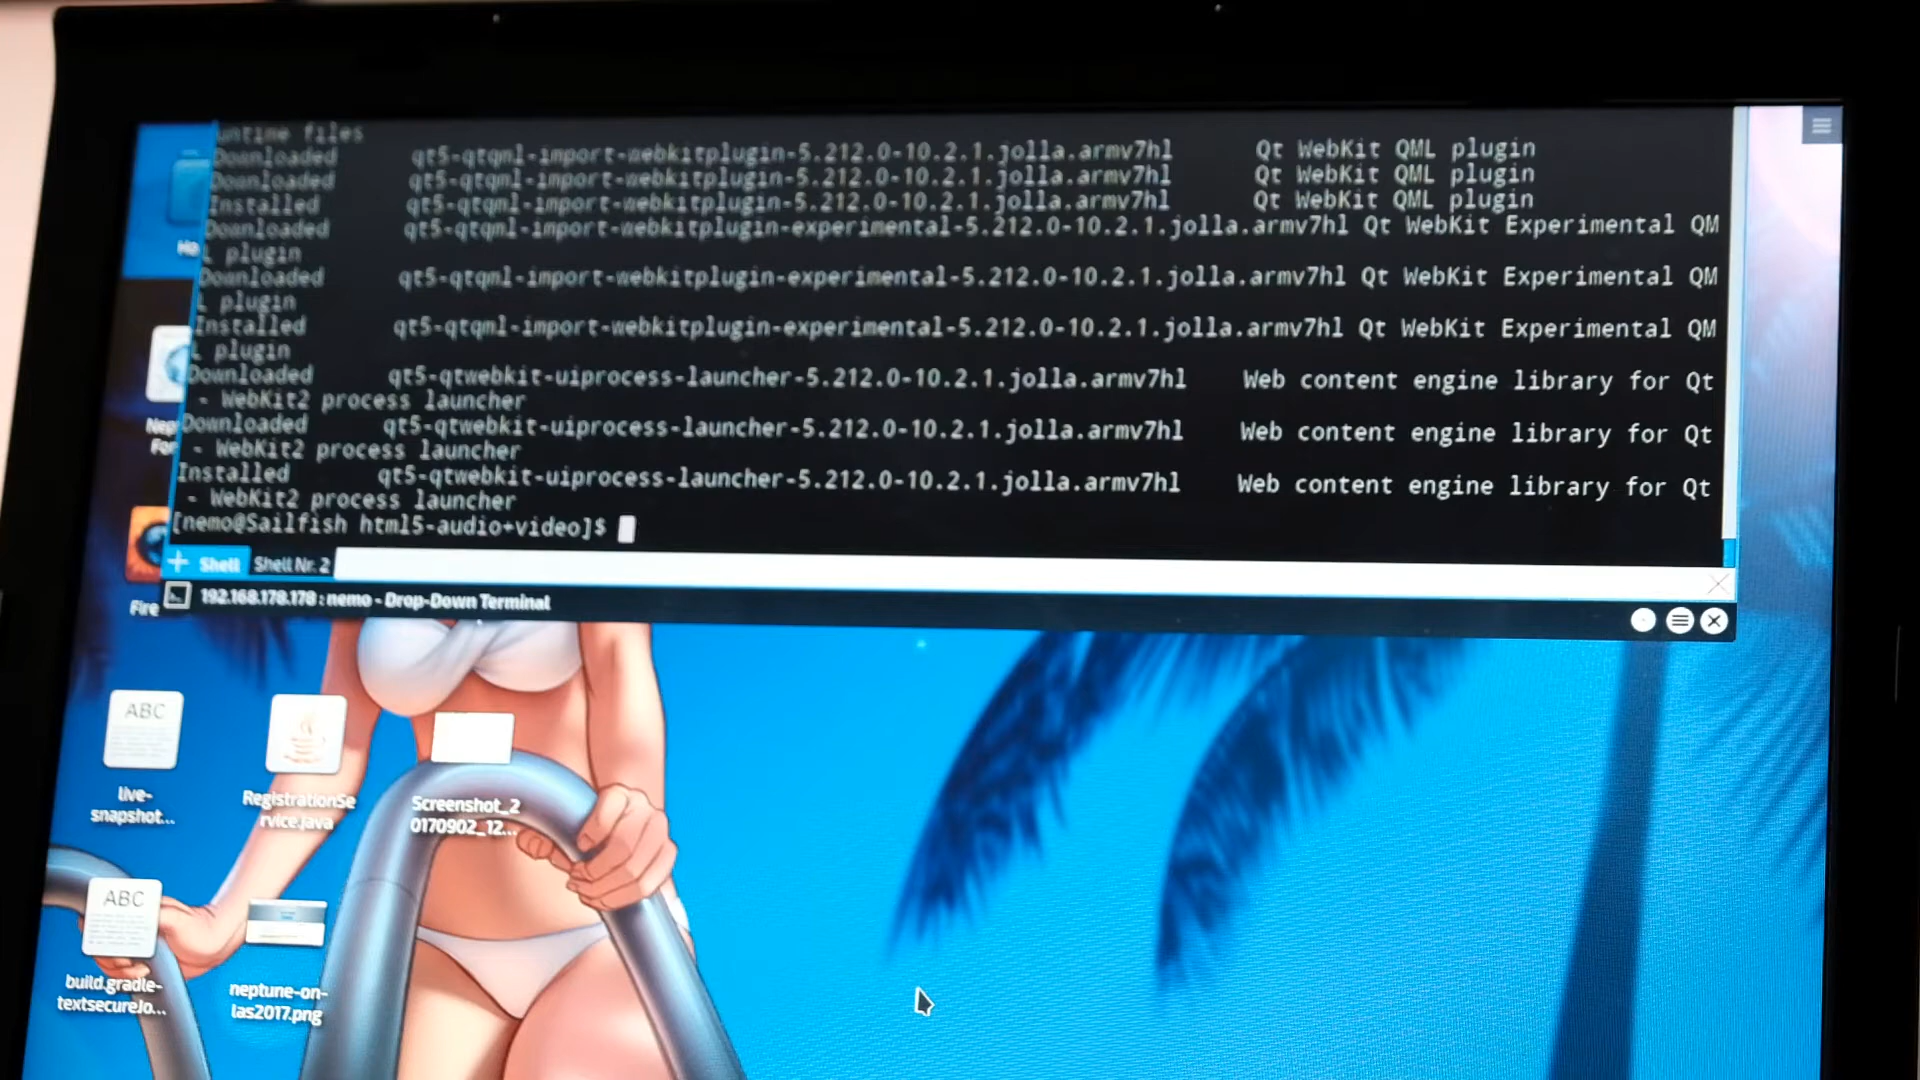 untime files
Downloaded qt5-qtqml-import-webkitplugin-5.212.0-10.2.1.jolla.armv7hl Qt WebKit QML plugin
Downloaded qt5-qtqml-import-webkitplugin-5.212.0-10.2.1.jolla.armv7hl Qt WebKit QML plugin
Installed qt5-qtqml-import-webkitplugin-5.212.0-10.2.1.jolla.armv7hl Qt WebKit QML plugin
Downloaded qt5-qtqml-import-webkitplugin-experimental-5.212.0-10.2.1.jolla.armv7hl Qt WebKit Experimental QM
L plugin
Downloaded qt5-qtqml-import-webkitplugin-experimental-5.212.0-10.2.1.jolla.armv7hl Qt WebKit Experimental QM
L plugin
Installed qt5-qtqml-import-webkitplugin-experimental-5.212.0-10.2.1.jolla.armv7hl Qt WebKit Experimental QM
L plugin
Downloaded qt5-qtwebkit-uiprocess-launcher-5.212.0-10.2.1.jolla.armv7hl Web content engine library for Qt
- WebKit2 process launcher
Downloaded qt5-qtwebkit-uiprocess-launcher-5.212.0-10.2.1.jolla.armv7hl Web content engine library for Qt
- WebKit2 process launcher
Installed qt5-qtwebkit-uiprocess-launcher-5.212.0-10.2.1.jolla.armv7hl Web content engine library for Qt
- WebKit2 process launcher
[nemo@Sailfish html5-audio+video]$
Shell Shell Nr. 2
192.168.178.178 : nemo - Drop-Down Terminal
Ho
Nep
For
Fire
ABC
live-
snapshot...
RegistrationSe
rvice.java
Screenshot_2
0170902_12...
ABC
build.gradle-
textsecureJo...
neptune-on-
las2017.png